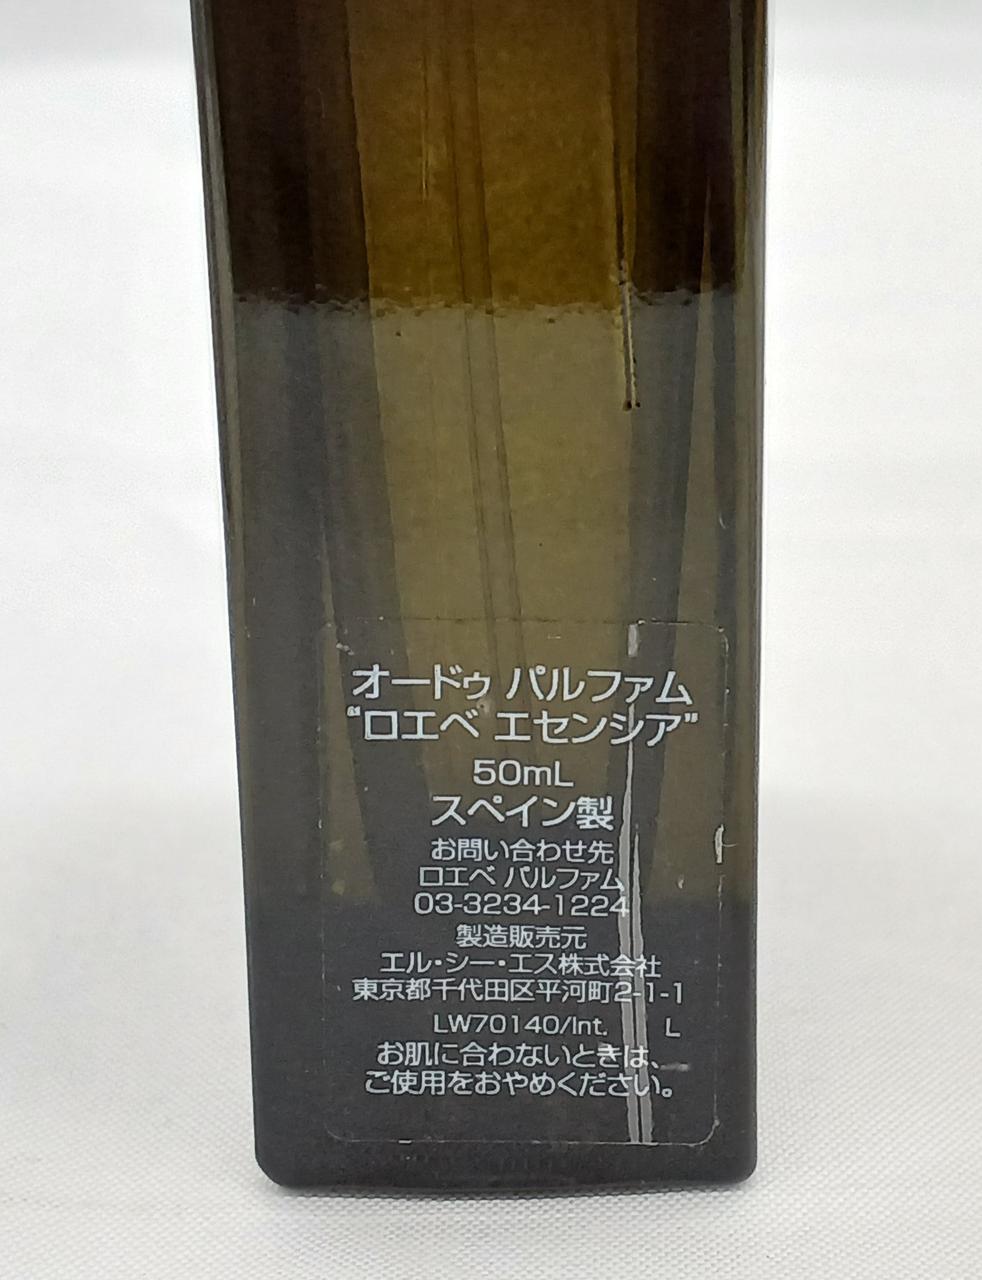 オードゥ パルファム
“ロエベ エセンシア”
50mL
スペイン製
お問い合わせ先
ロエベ パルファム
03-3234-1224
製造販売元
エル・シー・エス株式会社
東京都千代田区平河町2-1-1
LW70140/Int. L
お肌に合わないときは、
ご使用をおやめください。